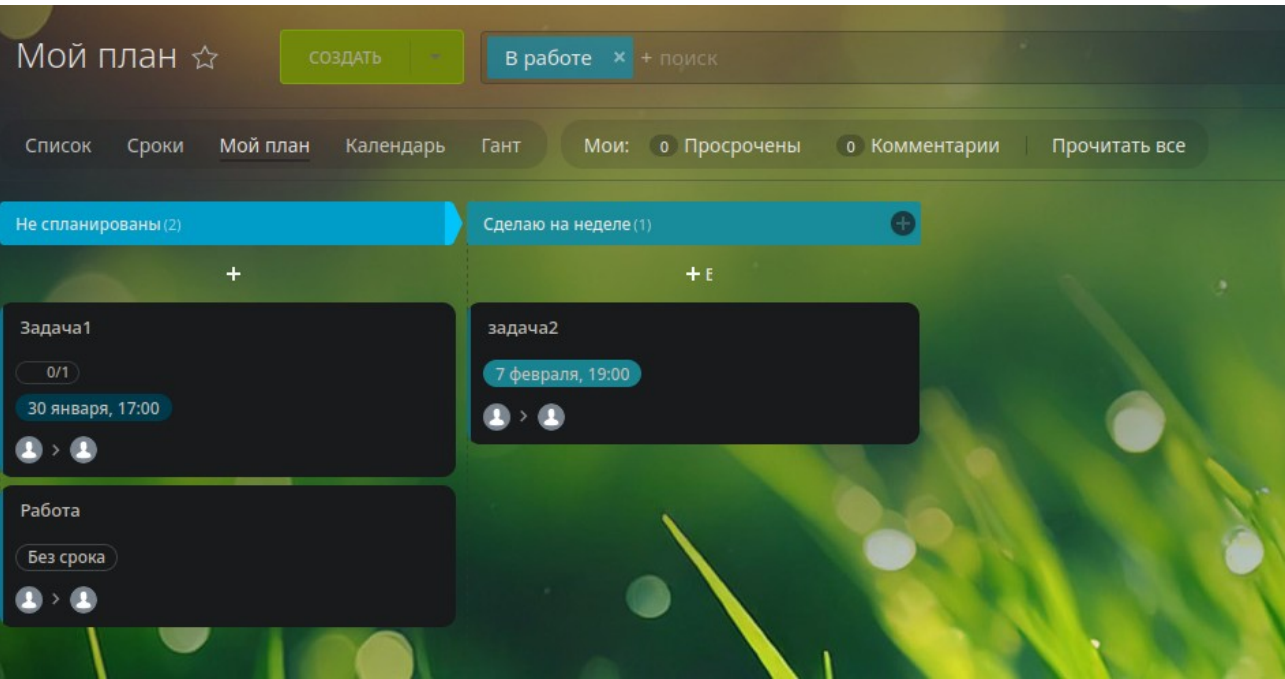 Мой план
СОЗДАТЬ
В работе × + поиск
Список Сроки Мой план Календарь Гант Мои: 0 Просрочены 0 Комментарии Прочитать все
Не спланированы (2)
Сделаю на неделе (1)
+
+ Б
Задача1
0/1
30 января, 17:00
Работа
Без срока
задача2
7 февраля, 19:00